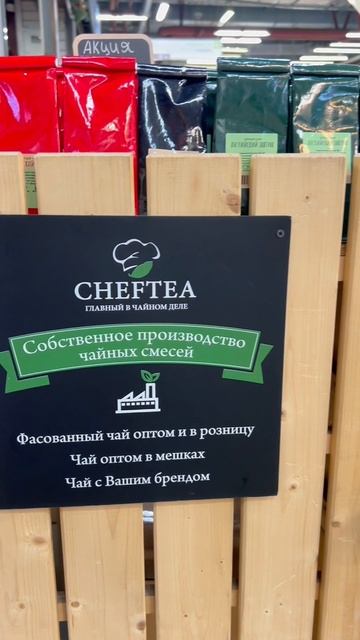 Акция
CHEFTEA
ГЛАВНЫЙ В ЧАЙНОМ ДЕЛЕ
Собственное производство
чайных смесей
Фасованный чай оптом и в розницу
Чай оптом в мешках
Чай с Вашим брендом